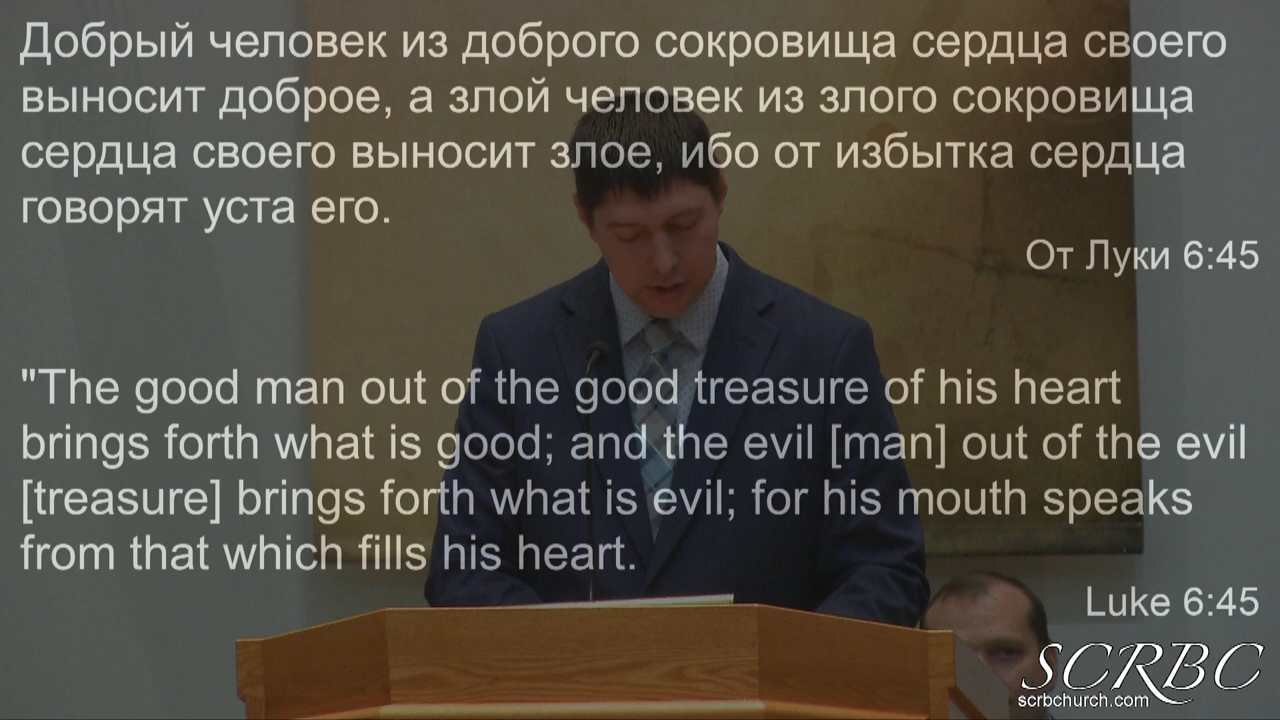 Добрый человек из доброго сокровища сердца своего
выносит доброе, а злой человек из злого сокровища
сердца своего выносит злое, ибо от избытка сердца
говорят уста его.
От Луки 6:45
"The good man out of the good treasure of his heart
brings forth what is good; and the evil [man] out of the evil
[treasure] brings forth what is evil; for his mouth speaks
from that which fills his heart.
Luke 6:45
SCRBC
scrbchurch.com